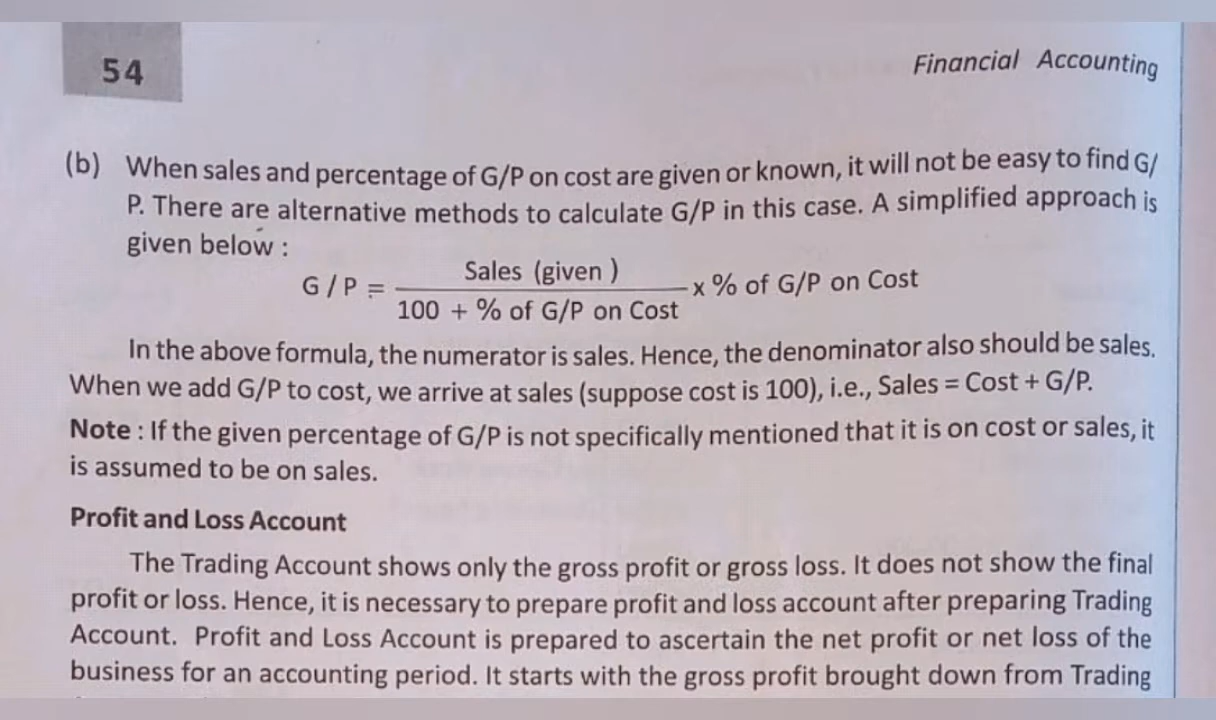 54
Financial Accounting
(b) When sales and percentage of G/P on cost are given or known, it will not be easy to find G/
P. There are alternative methods to calculate G/P in this case. A simplified approach is
given below :
G / P = Sales (given ) / 100 + % of G/P on Cost x % of G/P on Cost
In the above formula, the numerator is sales. Hence, the denominator also should be sales.
When we add G/P to cost, we arrive at sales (suppose cost is 100), i.e., Sales = Cost + G/P.
Note : If the given percentage of G/P is not specifically mentioned that it is on cost or sales, it
is assumed to be on sales.
Profit and Loss Account
The Trading Account shows only the gross profit or gross loss. It does not show the final
profit or loss. Hence, it is necessary to prepare profit and loss account after preparing Trading
Account. Profit and Loss Account is prepared to ascertain the net profit or net loss of the
business for an accounting period. It starts with the gross profit brought down from Trading